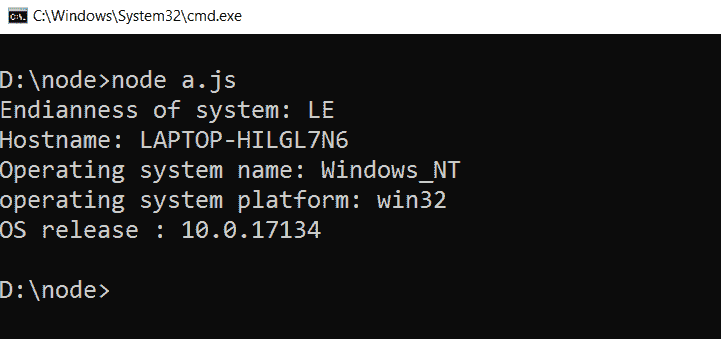 C:\Windows\System32\cmd.exe
D:\node>node a.js
Endianness of system: LE
Hostname: LAPTOP-HILGL7N6
Operating system name: Windows_NT
operating system platform: win32
OS release : 10.0.17134
D:\node>